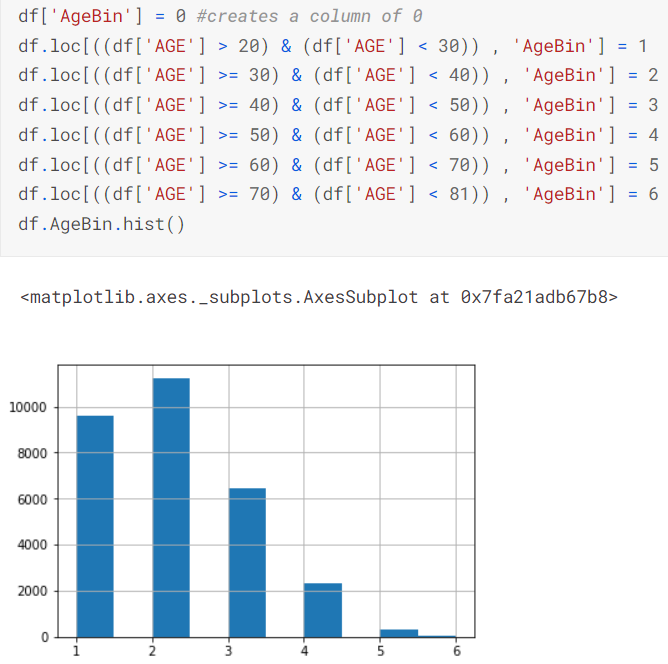 df['AgeBin'] = 0 #creates a column of 0
df.loc[((df['AGE'] > 20) & (df['AGE'] < 30)) , 'AgeBin'] = 1
df.loc[((df['AGE'] >= 30) & (df['AGE'] < 40)) , 'AgeBin'] = 2
df.loc[((df['AGE'] >= 40) & (df['AGE'] < 50)) , 'AgeBin'] = 3
df.loc[((df['AGE'] >= 50) & (df['AGE'] < 60)) , 'AgeBin'] = 4
df.loc[((df['AGE'] >= 60) & (df['AGE'] < 70)) , 'AgeBin'] = 5
df.loc[((df['AGE'] >= 70) & (df['AGE'] < 81)) , 'AgeBin'] = 6
df.AgeBin.hist()
<matplotlib.axes._subplots.AxesSubplot at 0x7fa21adb67b8>
10000
8000
6000
4000
2000
0
1 2 3 4 5 6